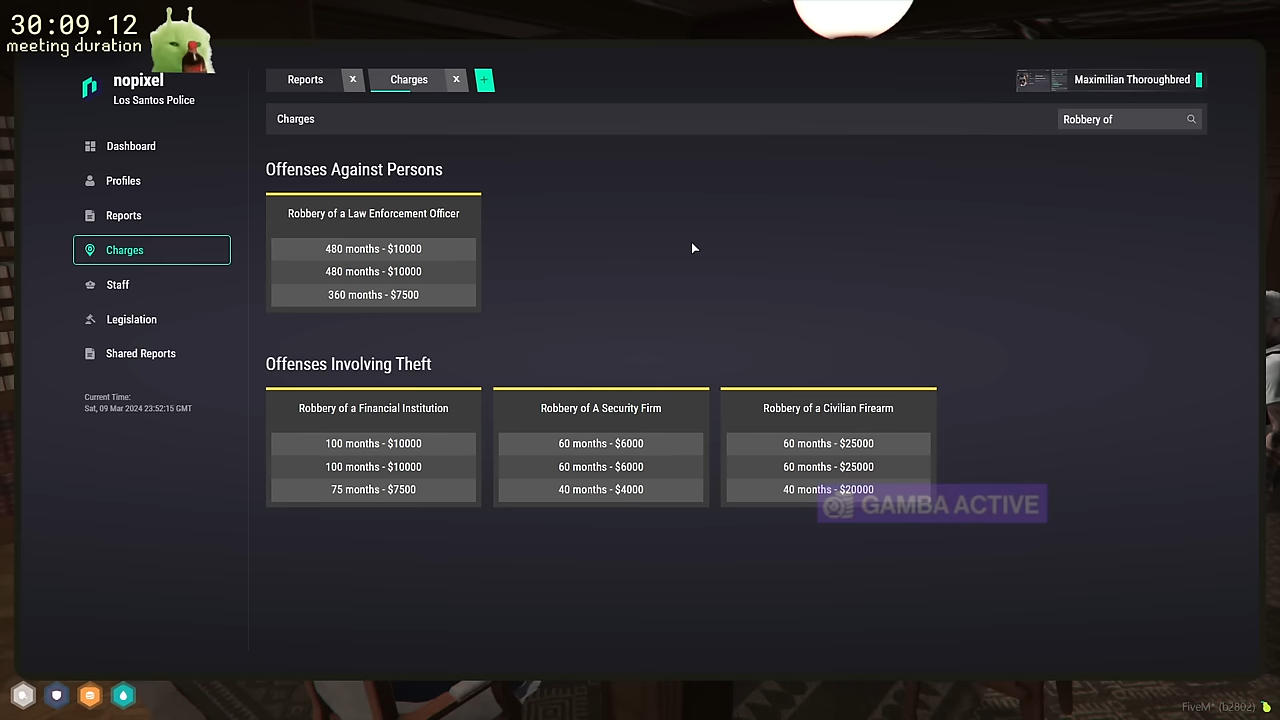 30:09.12
meeting duration
nopixel
Los Santos Police
Dashboard
Profiles
Reports
Charges
Staff
Legislation
Shared Reports
Current Time:
Sat, 09 Mar 2024 23:52:15 GMT
Reports x Charges x +
Maximilian Thoroughbred
Charges
Robbery of
Offenses Against Persons
Robbery of a Law Enforcement Officer
480 months - $10000
480 months - $10000
360 months - $7500
Offenses Involving Theft
Robbery of a Financial Institution
100 months - $10000
100 months - $10000
75 months - $7500
Robbery of A Security Firm
60 months - $6000
60 months - $6000
40 months - $4000
Robbery of a Civilian Firearm
60 months - $25000
60 months - $25000
40 months - $20000
GAMBA ACTIVE
FiveM* (b2802)